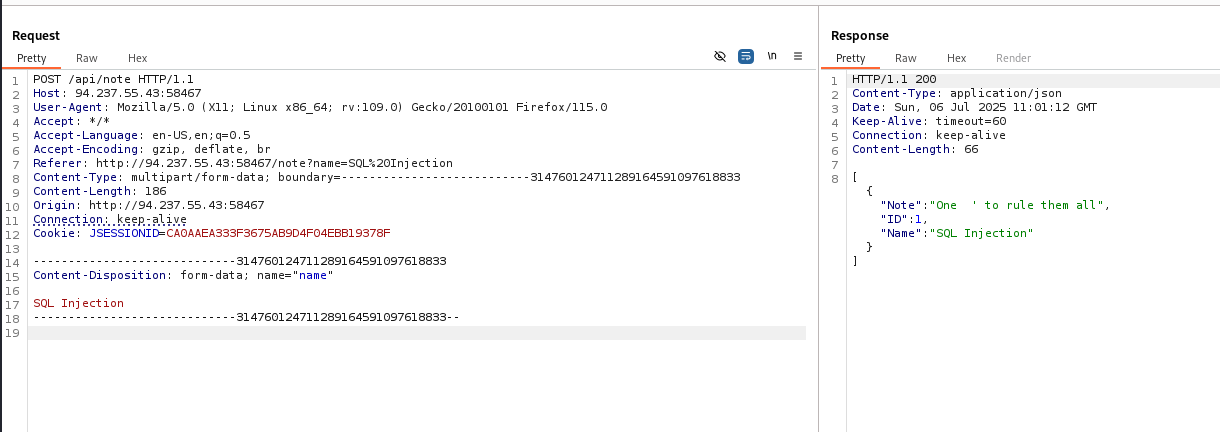 Request
Pretty Raw Hex
\n
1 POST /api/note HTTP/1.1
2 Host: 94.237.55.43:58467
3 User-Agent: Mozilla/5.0 (X11; Linux x86_64; rv:109.0) Gecko/20100101 Firefox/115.0
4 Accept: */*
5 Accept-Language: en-US,en;q=0.5
6 Accept-Encoding: gzip, deflate, br
7 Referer: http://94.237.55.43:58467/note?name=SQL%20Injection
8 Content-Type: multipart/form-data; boundary=---------------------------314760124711289164591097618833
9 Content-Length: 186
10 Origin: http://94.237.55.43:58467
11 Connection: keep-alive
12 Cookie: JSESSIONID=CA0AAEA333F3675AB9D4F04EBB19378F
13
14 -----------------------------314760124711289164591097618833
15 Content-Disposition: form-data; name="name"
16
17 SQL Injection
18 -----------------------------314760124711289164591097618833--
19
Response
Pretty Raw Hex Render
1 HTTP/1.1 200
2 Content-Type: application/json
3 Date: Sun, 06 Jul 2025 11:01:12 GMT
4 Keep-Alive: timeout=60
5 Connection: keep-alive
6 Content-Length: 66
7
8 [
{
"Note":"One  ' to rule them all",
"ID":1,
"Name":"SQL Injection"
}
]